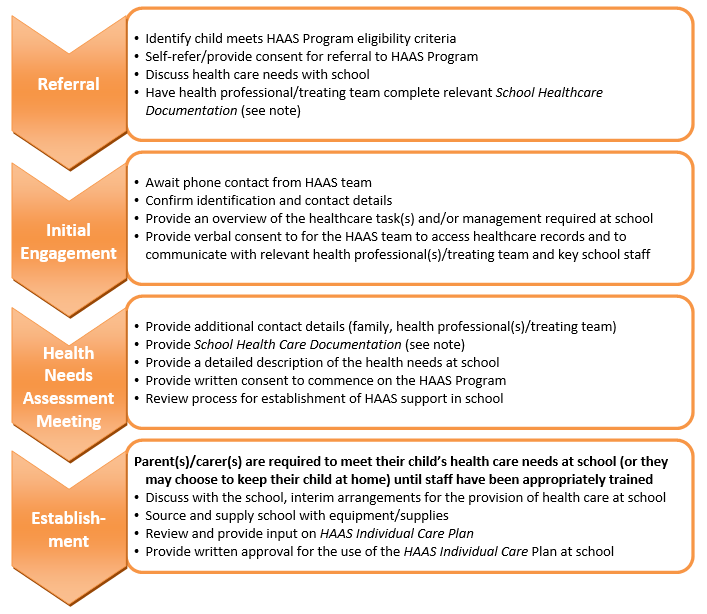 Referral
• Identify child meets HAAS Program eligibility criteria
• Self-refer/provide consent for referral to HAAS Program
• Discuss health care needs with school
• Have health professional/treating team complete relevant School Healthcare
Documentation (see note)
Initial
Engagement
• Await phone contact from HAAS team
• Confirm identification and contact details
• Provide an overview of the healthcare task(s) and/or management required at school
• Provide verbal consent to for the HAAS team to access healthcare records and to
communicate with relevant health professional(s)/treating team and key school staff
Health
Needs
Assessment
Meeting
• Provide additional contact details (family, health professional(s)/treating team)
• Provide School Health Care Documentation (see note)
• Provide a detailed description of the health needs at school
• Provide written consent to commence on the HAAS Program
• Review process for establishment of HAAS support in school
Establish-
ment
Parent(s)/carer(s) are required to meet their child's health care needs at school (or they
may choose to keep their child at home) until staff have been appropriately trained
• Discuss with the school, interim arrangements for the provision of health care at school
• Source and supply school with equipment/supplies
• Review and provide input on HAAS Individual Care Plan
• Provide written approval for the use of the HAAS Individual Care Plan at school